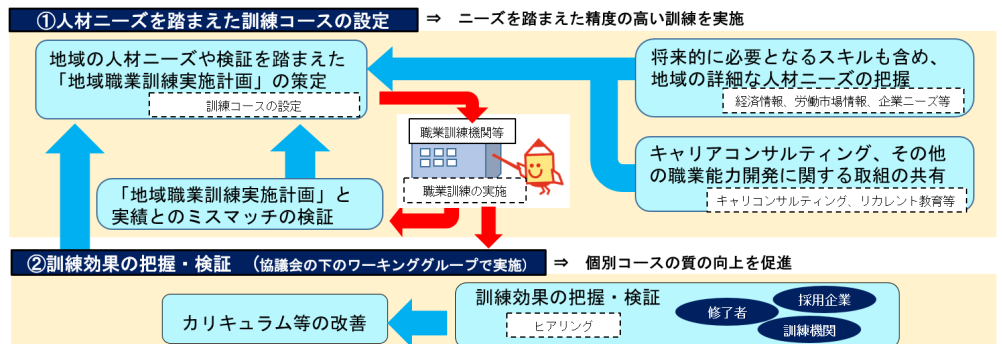 ①人材ニーズを踏まえた訓練コースの設定 ⇒ ニーズを踏まえた精度の高い訓練を実施
地域の人材ニーズや検証を踏まえた
「地域職業訓練実施計画」の策定
訓練コースの設定
将来的に必要となるスキルも含め、
地域の詳細な人材ニーズの把握
経済情報、労働市場情報、企業ニーズ等
職業訓練機関等
職業訓練の実施
キャリアコンサルティング、その他
の職業能力開発に関する取組の共有
キャリコンサルティング、リカレント教育等
「地域職業訓練実施計画」と
実績とのミスマッチの検証
②訓練効果の把握・検証 (協議会の下のワーキンググループで実施) ⇒ 個別コースの質の向上を促進
カリキュラム等の改善
訓練効果の把握・検証
ヒアリング
修了者
採用企業
訓練機関